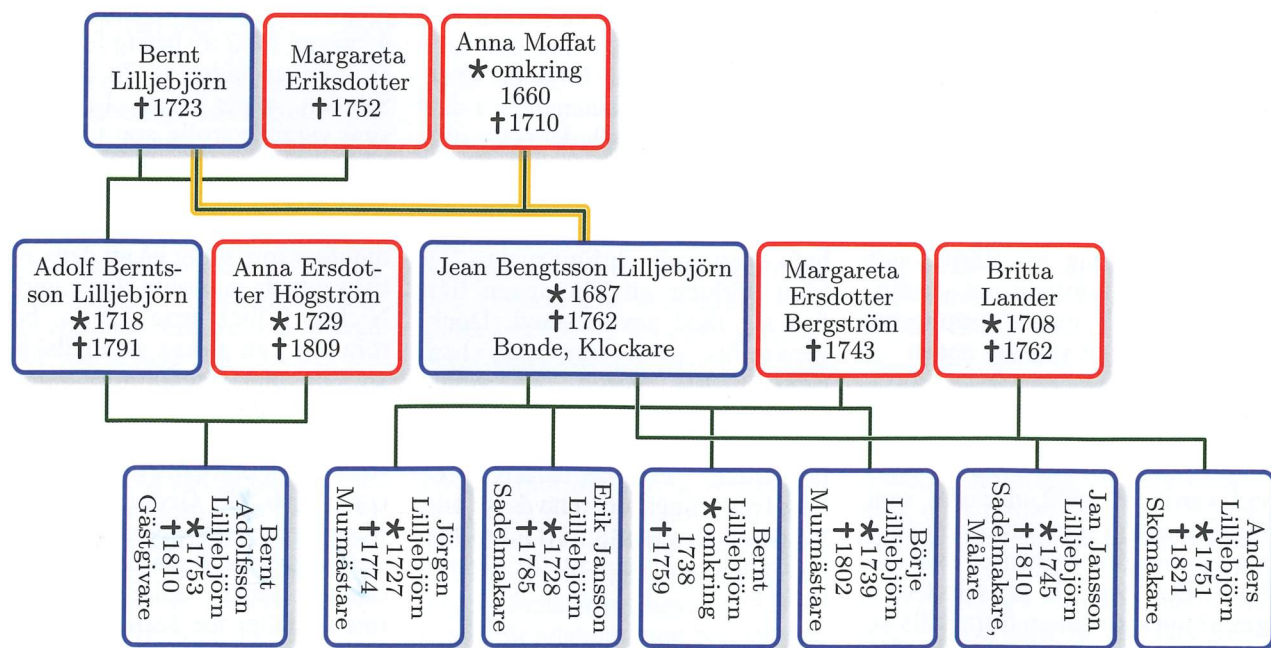 Bernt
Lilljebjörn
†1723
Margareta
Eriksdotter
†1752
Anna Moffat
★omkring
1660
†1710
Adolf Bernts-
son Lilljebjörn
★1718
†1791
Anna Ersdot-
ter Högström
★1729
†1809
Jean Bengtsson Lilljebjörn
★1687
†1762
Bonde, Klockare
Margareta
Ersdotter
Bergström
†1743
Britta
Lander
★1708
†1762
Bernt
Adolfsson
Lilljebjörn
★1753
†1810
Gästgivare
Jörgen
Lilljebjörn
★1727
†1774
Murmästare
Erik Jansson
Lilljebjörn
★1728
†1785
Sadelmakare
Bernt
Lilljebjörn
★omkring
1738
†1759
Börje
Lilljebjörn
★1739
†1802
Murmästare
Jan Jansson
Lilljebjörn
★1745
†1810
Sadelmakare,
Målare
Anders
Lilljebjörn
★1751
†1821
Skomakare